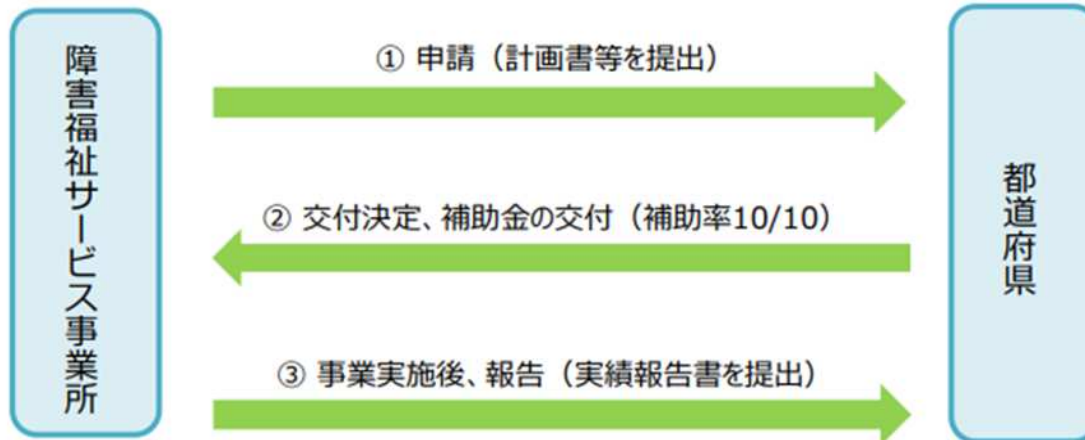 障害福祉サービス事業所
① 申請（計画書等を提出）
② 交付決定、補助金の交付（補助率10/10）
③ 事業実施後、報告（実績報告書を提出）
都道府県